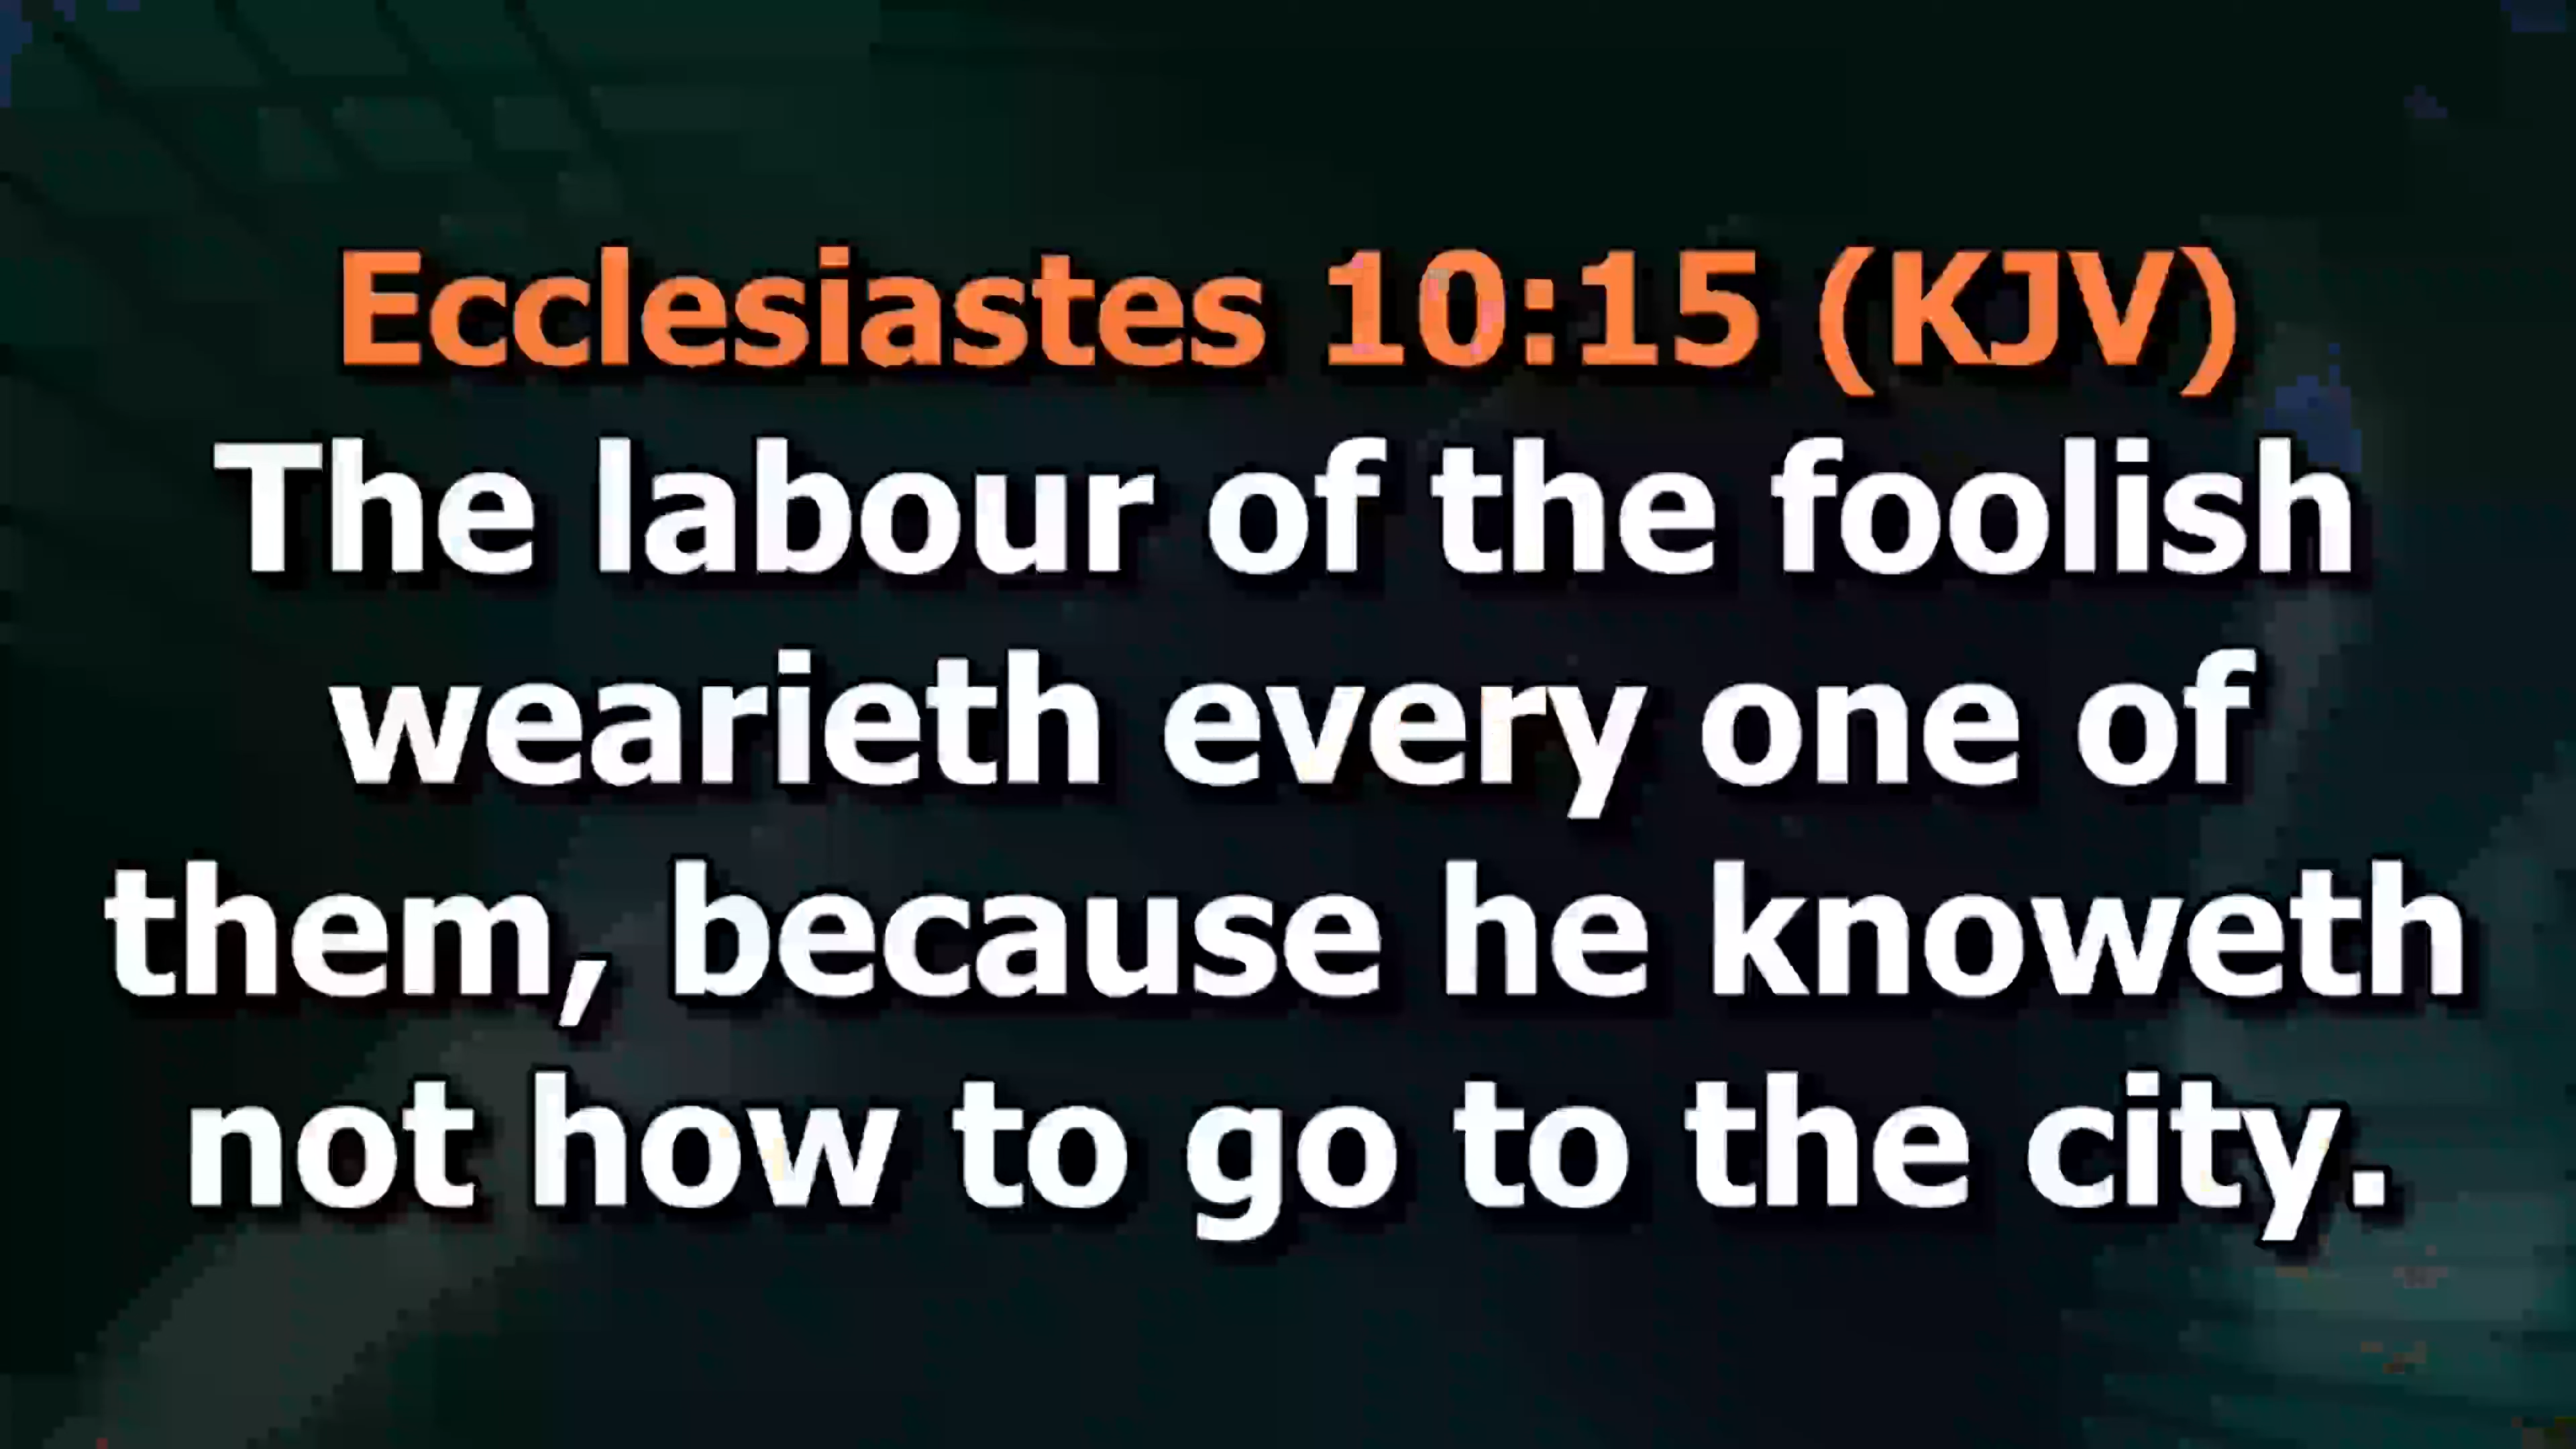 Ecclesiastes 10:15 (KJV)
The labour of the foolish
wearieth every one of
them, because he knoweth
not how to go to the city.